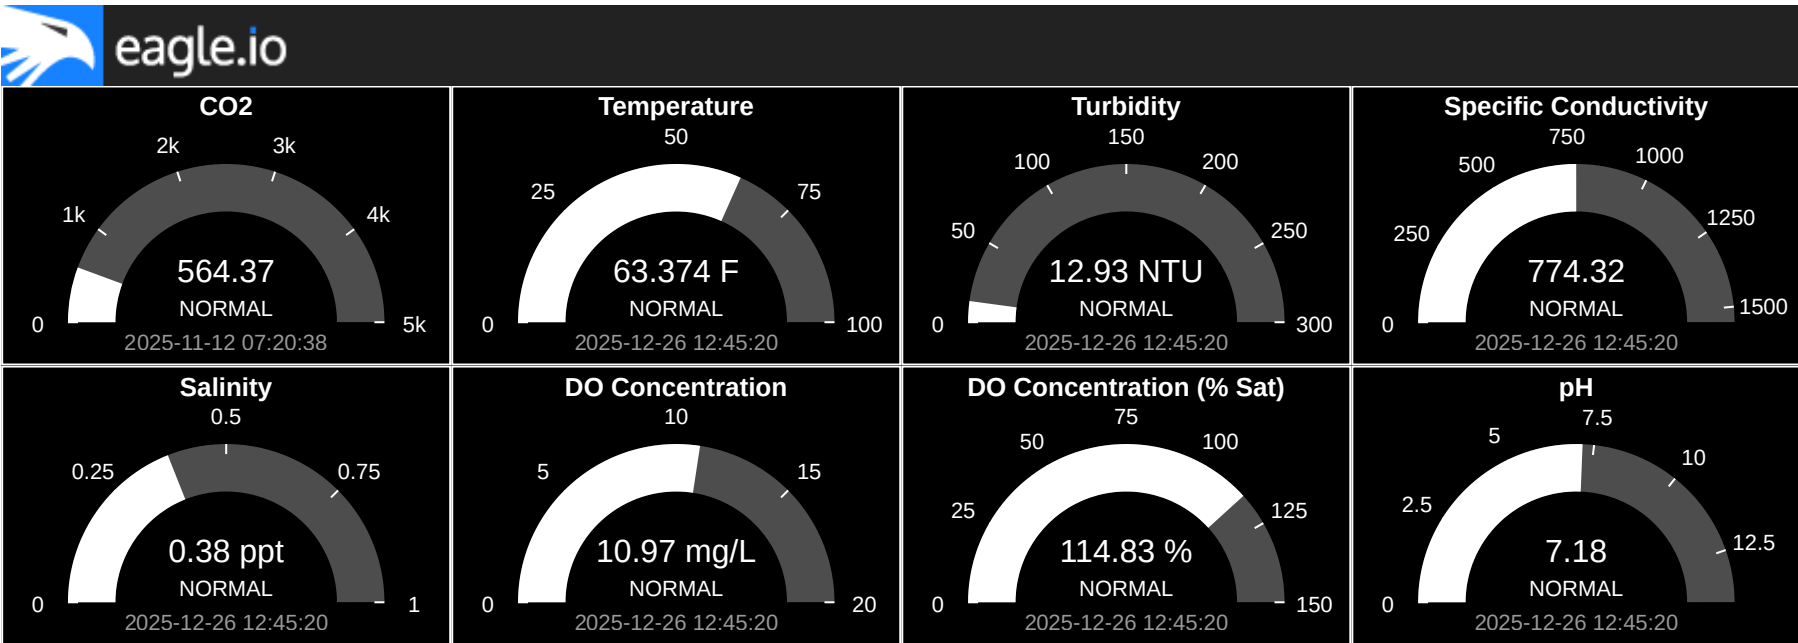 eagle.io
CO2
2k 3k
1k 4k
564.37
NORMAL
0 5k
2025-11-12 07:20:38
Temperature
50
25 75
63.374 F
NORMAL
0 100
2025-12-26 12:45:20
Turbidity
150
100 200
50 250
12.93 NTU
NORMAL
0 300
2025-12-26 12:45:20
Specific Conductivity
750
500 1000
250 1250
774.32
NORMAL 1500
0
2025-12-26 12:45:20
Salinity
0.5
0.25 0.75
0.38 ppt
NORMAL
0 1
2025-12-26 12:45:20
DO Concentration
10
5 15
10.97 mg/L
NORMAL
0 20
2025-12-26 12:45:20
DO Concentration (% Sat)
75
50 100
25 125
114.83 %
NORMAL
0 150
2025-12-26 12:45:20
pH
7.5
5 10
2.5 12.5
7.18
NORMAL
0
2025-12-26 12:45:20